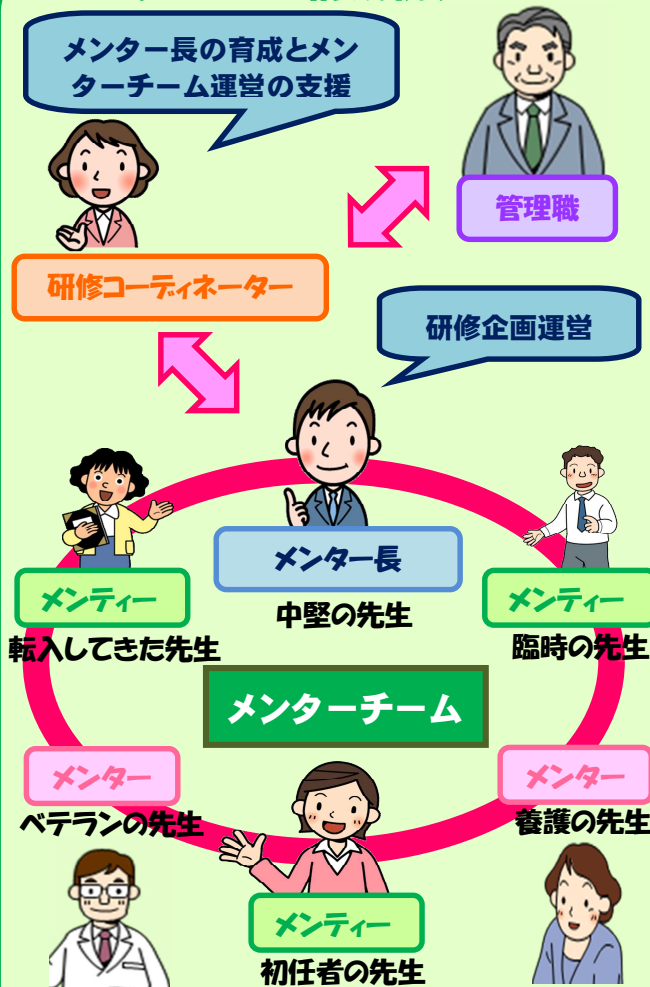 メンター長の育成とメン
ターチーム運営の支援
管理職
研修コーディネーター
研修企画運営
メンター長
中堅の先生
メンティー
転入してきた先生
メンティー
臨時の先生
メンターチーム
メンター
ベテランの先生
メンター
養護の先生
メンティー
初任者の先生